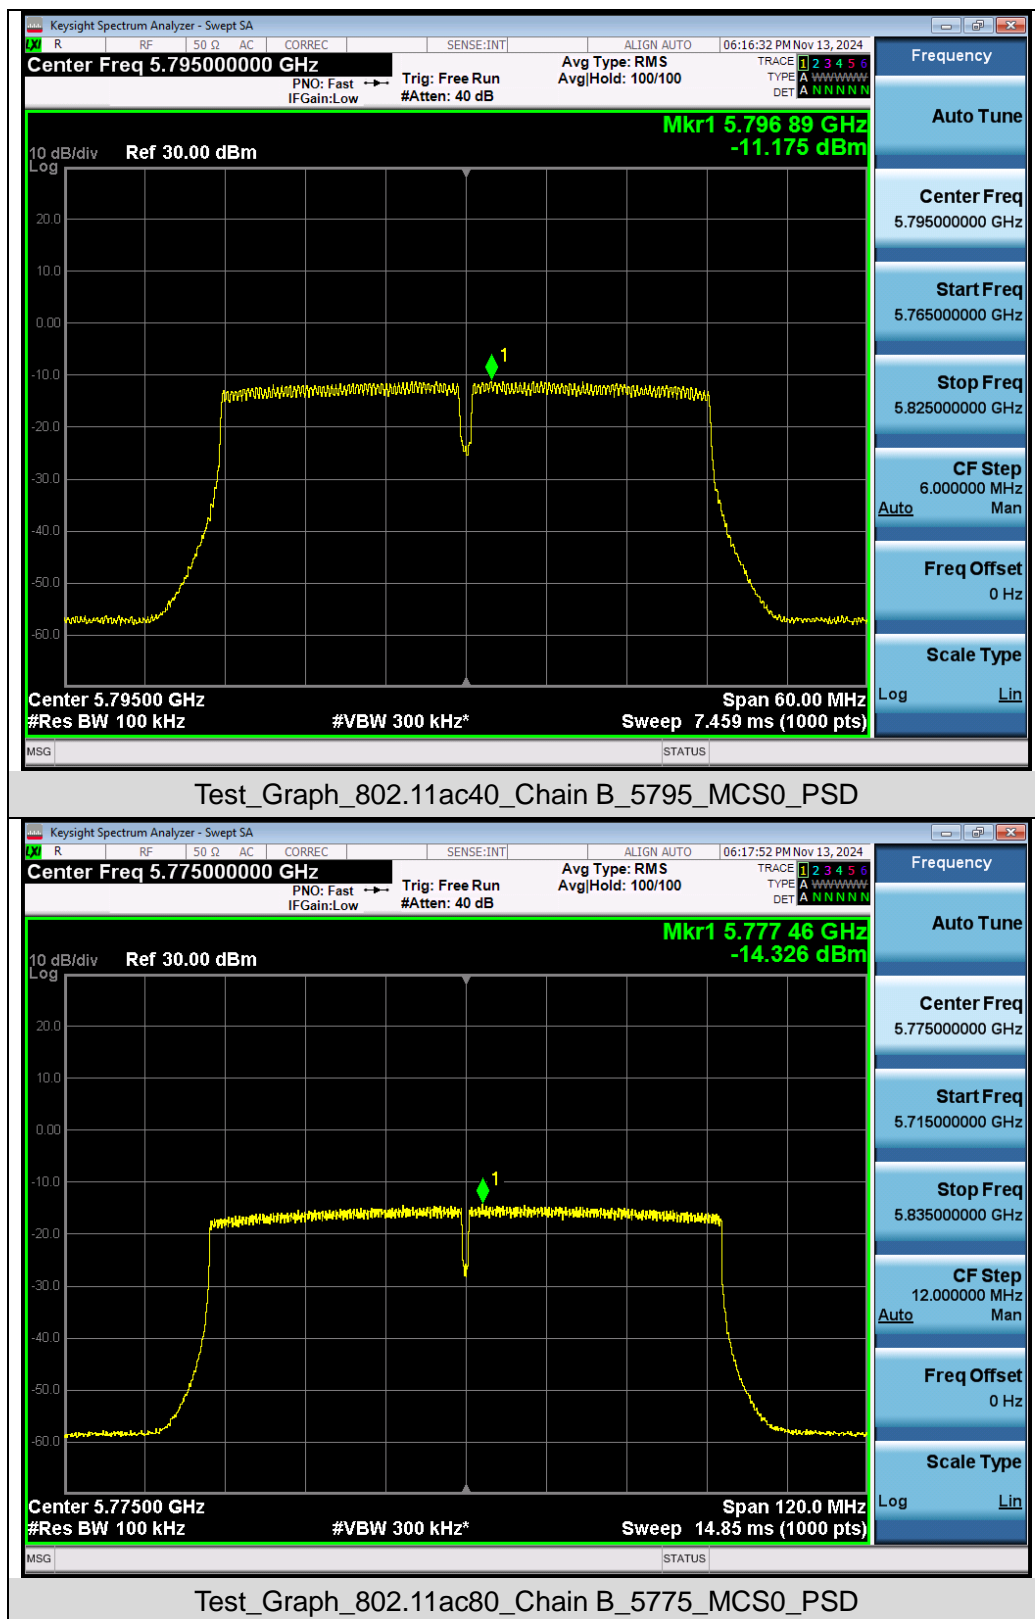 Keysight Spectrum Analyzer - Swept SA
LXI R RF 50 Ω AC CORREC SENSE:INT ALIGN AUTO 06:16:32 PM Nov 13, 2024
Center Freq 5.795000000 GHz
PNO: Fast
IFGain:Low
Trig: Free Run
#Atten: 40 dB
Avg Type: RMS
Avg|Hold: 100/100
TRACE 1 2 3 4 5 6
TYPE A WWWWW
DET A N N N N N
Mkr1 5.796 89 GHz
-11.175 dBm
10 dB/div Ref 30.00 dBm
Log
20.0
10.0
0.00
-10.0
-20.0
-30.0
-40.0
-50.0
-60.0
1
Center 5.79500 GHz Span 60.00 MHz
#Res BW 100 kHz #VBW 300 kHz* Sweep 7.459 ms (1000 pts)
MSG STATUS
Frequency
Auto Tune
Center Freq
5.795000000 GHz
Start Freq
5.765000000 GHz
Stop Freq
5.825000000 GHz
CF Step
6.000000 MHz
Auto Man
Freq Offset
0 Hz
Scale Type
Log Lin
Test_Graph_802.11ac40_Chain B_5795_MCS0_PSD
Keysight Spectrum Analyzer - Swept SA
LXI R RF 50 Ω AC CORREC SENSE:INT ALIGN AUTO 06:17:52 PM Nov 13, 2024
Center Freq 5.775000000 GHz
PNO: Fast
IFGain:Low
Trig: Free Run
#Atten: 40 dB
Avg Type: RMS
Avg|Hold: 100/100
TRACE 1 2 3 4 5 6
TYPE A WWWWW
DET A N N N N N
Mkr1 5.777 46 GHz
-14.326 dBm
10 dB/div Ref 30.00 dBm
Log
20.0
10.0
0.00
-10.0
-20.0
-30.0
-40.0
-50.0
-60.0
1
Center 5.77500 GHz Span 120.0 MHz
#Res BW 100 kHz #VBW 300 kHz* Sweep 14.85 ms (1000 pts)
MSG STATUS
Frequency
Auto Tune
Center Freq
5.775000000 GHz
Start Freq
5.715000000 GHz
Stop Freq
5.835000000 GHz
CF Step
12.000000 MHz
Auto Man
Freq Offset
0 Hz
Scale Type
Log Lin
Test_Graph_802.11ac80_Chain B_5775_MCS0_PSD